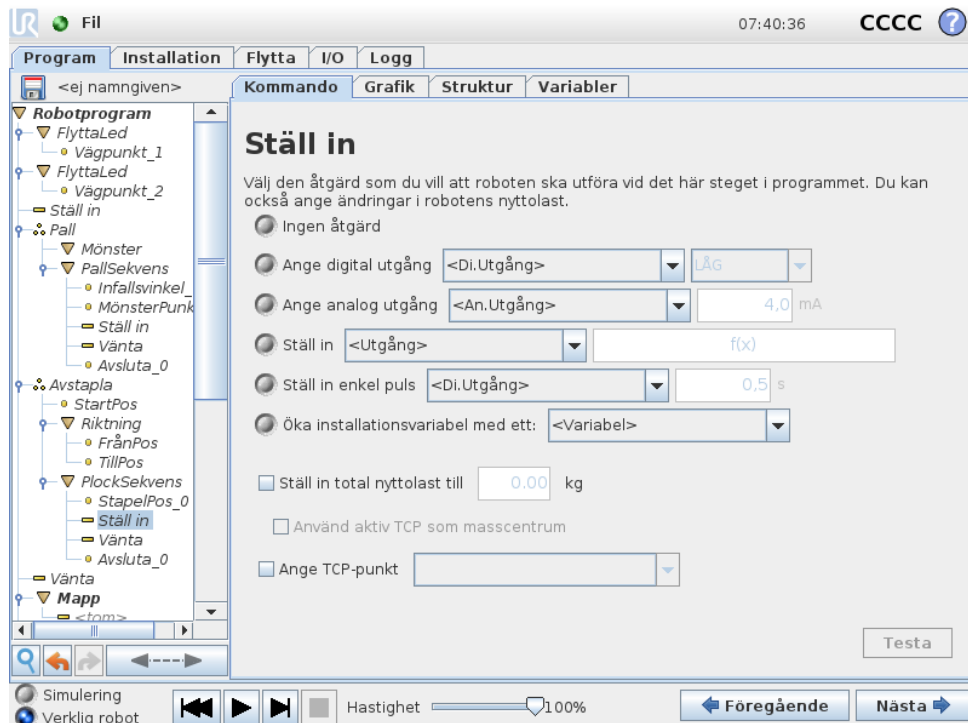 UR Fil 07:40:36 CCCC ?
Program Installation Flytta I/O Logg
<ej namngiven>
Kommando Grafik Struktur Variabler
Robotprogram
FlyttaLed
Vägpunkt_1
FlyttaLed
Vägpunkt_2
Ställ in
Pall
Mönster
PallSekvens
Infallsvinkel_
MönsterPunk
Ställ in
Vänta
Avsluta_0
Avstapla
StartPos
Riktning
FrånPos
TillPos
PlockSekvens
StapelPos_0
Ställ in
Vänta
Avsluta_0
Vänta
Mapp
<tom>
Ställ in
Välj den åtgärd som du vill att roboten ska utföra vid det här steget i programmet. Du kan
också ange ändringar i robotens nyttolast.
Ingen åtgärd
Ange digital utgång <Di.Utgång> LÅG
Ange analog utgång <An.Utgång> 4,0 mA
Ställ in <Utgång> f(x)
Ställ in enkel puls <Di.Utgång> 0,5 s
Öka installationsvariabel med ett: <Variabel>
Ställ in total nyttolast till 0.00 kg
Använd aktiv TCP som masscentrum
Ange TCP-punkt
Testa
Simulering
Verklig robot
Hastighet 100%
Föregående Nästa